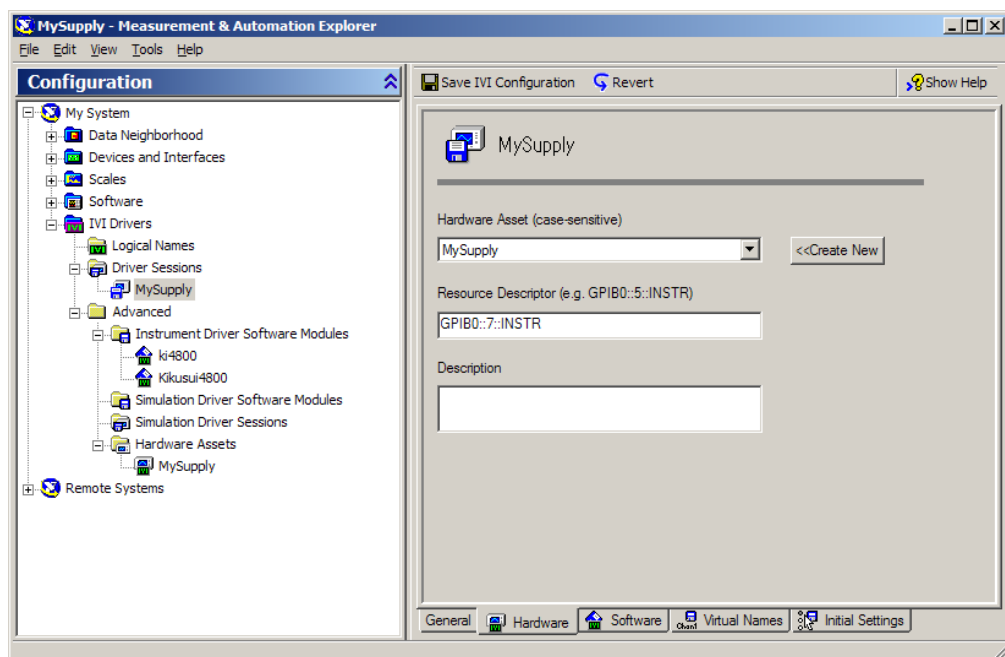 MySupply - Measurement & Automation Explorer
File Edit View Tools Help
Configuration
My System
Data Neighborhood
Devices and Interfaces
Scales
Software
IVI Drivers
Logical Names
Driver Sessions
MySupply
Advanced
Instrument Driver Software Modules
ki4800
Kikusui4800
Simulation Driver Software Modules
Simulation Driver Sessions
Hardware Assets
MySupply
Remote Systems
Save IVI Configuration Revert Show Help
MySupply
Hardware Asset (case-sensitive)
MySupply <<Create New
Resource Descriptor (e.g. GPIB0::5::INSTR)
GPIB0::7::INSTR
Description
General Hardware Software Virtual Names Initial Settings